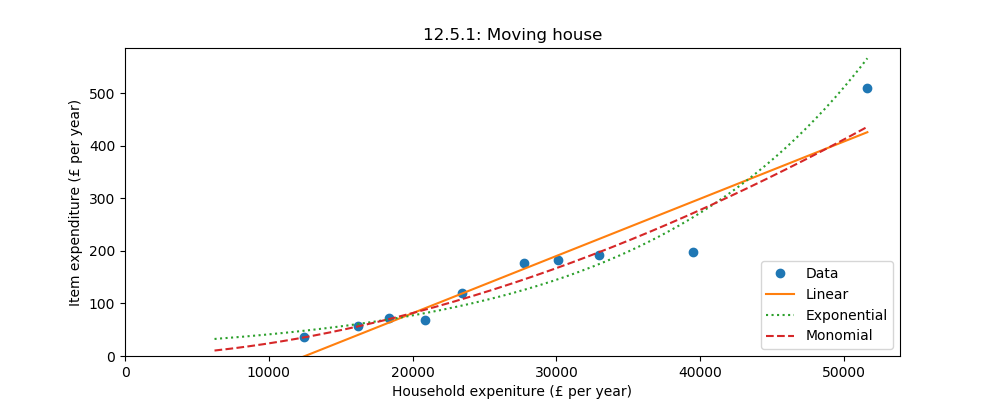 12.5.1: Moving house
Item expenditure (£ per year)
500
400
300
200
100
0
0 10000 20000 30000 40000 50000
Household expeniture (£ per year)
Data
Linear
Exponential
Monomial